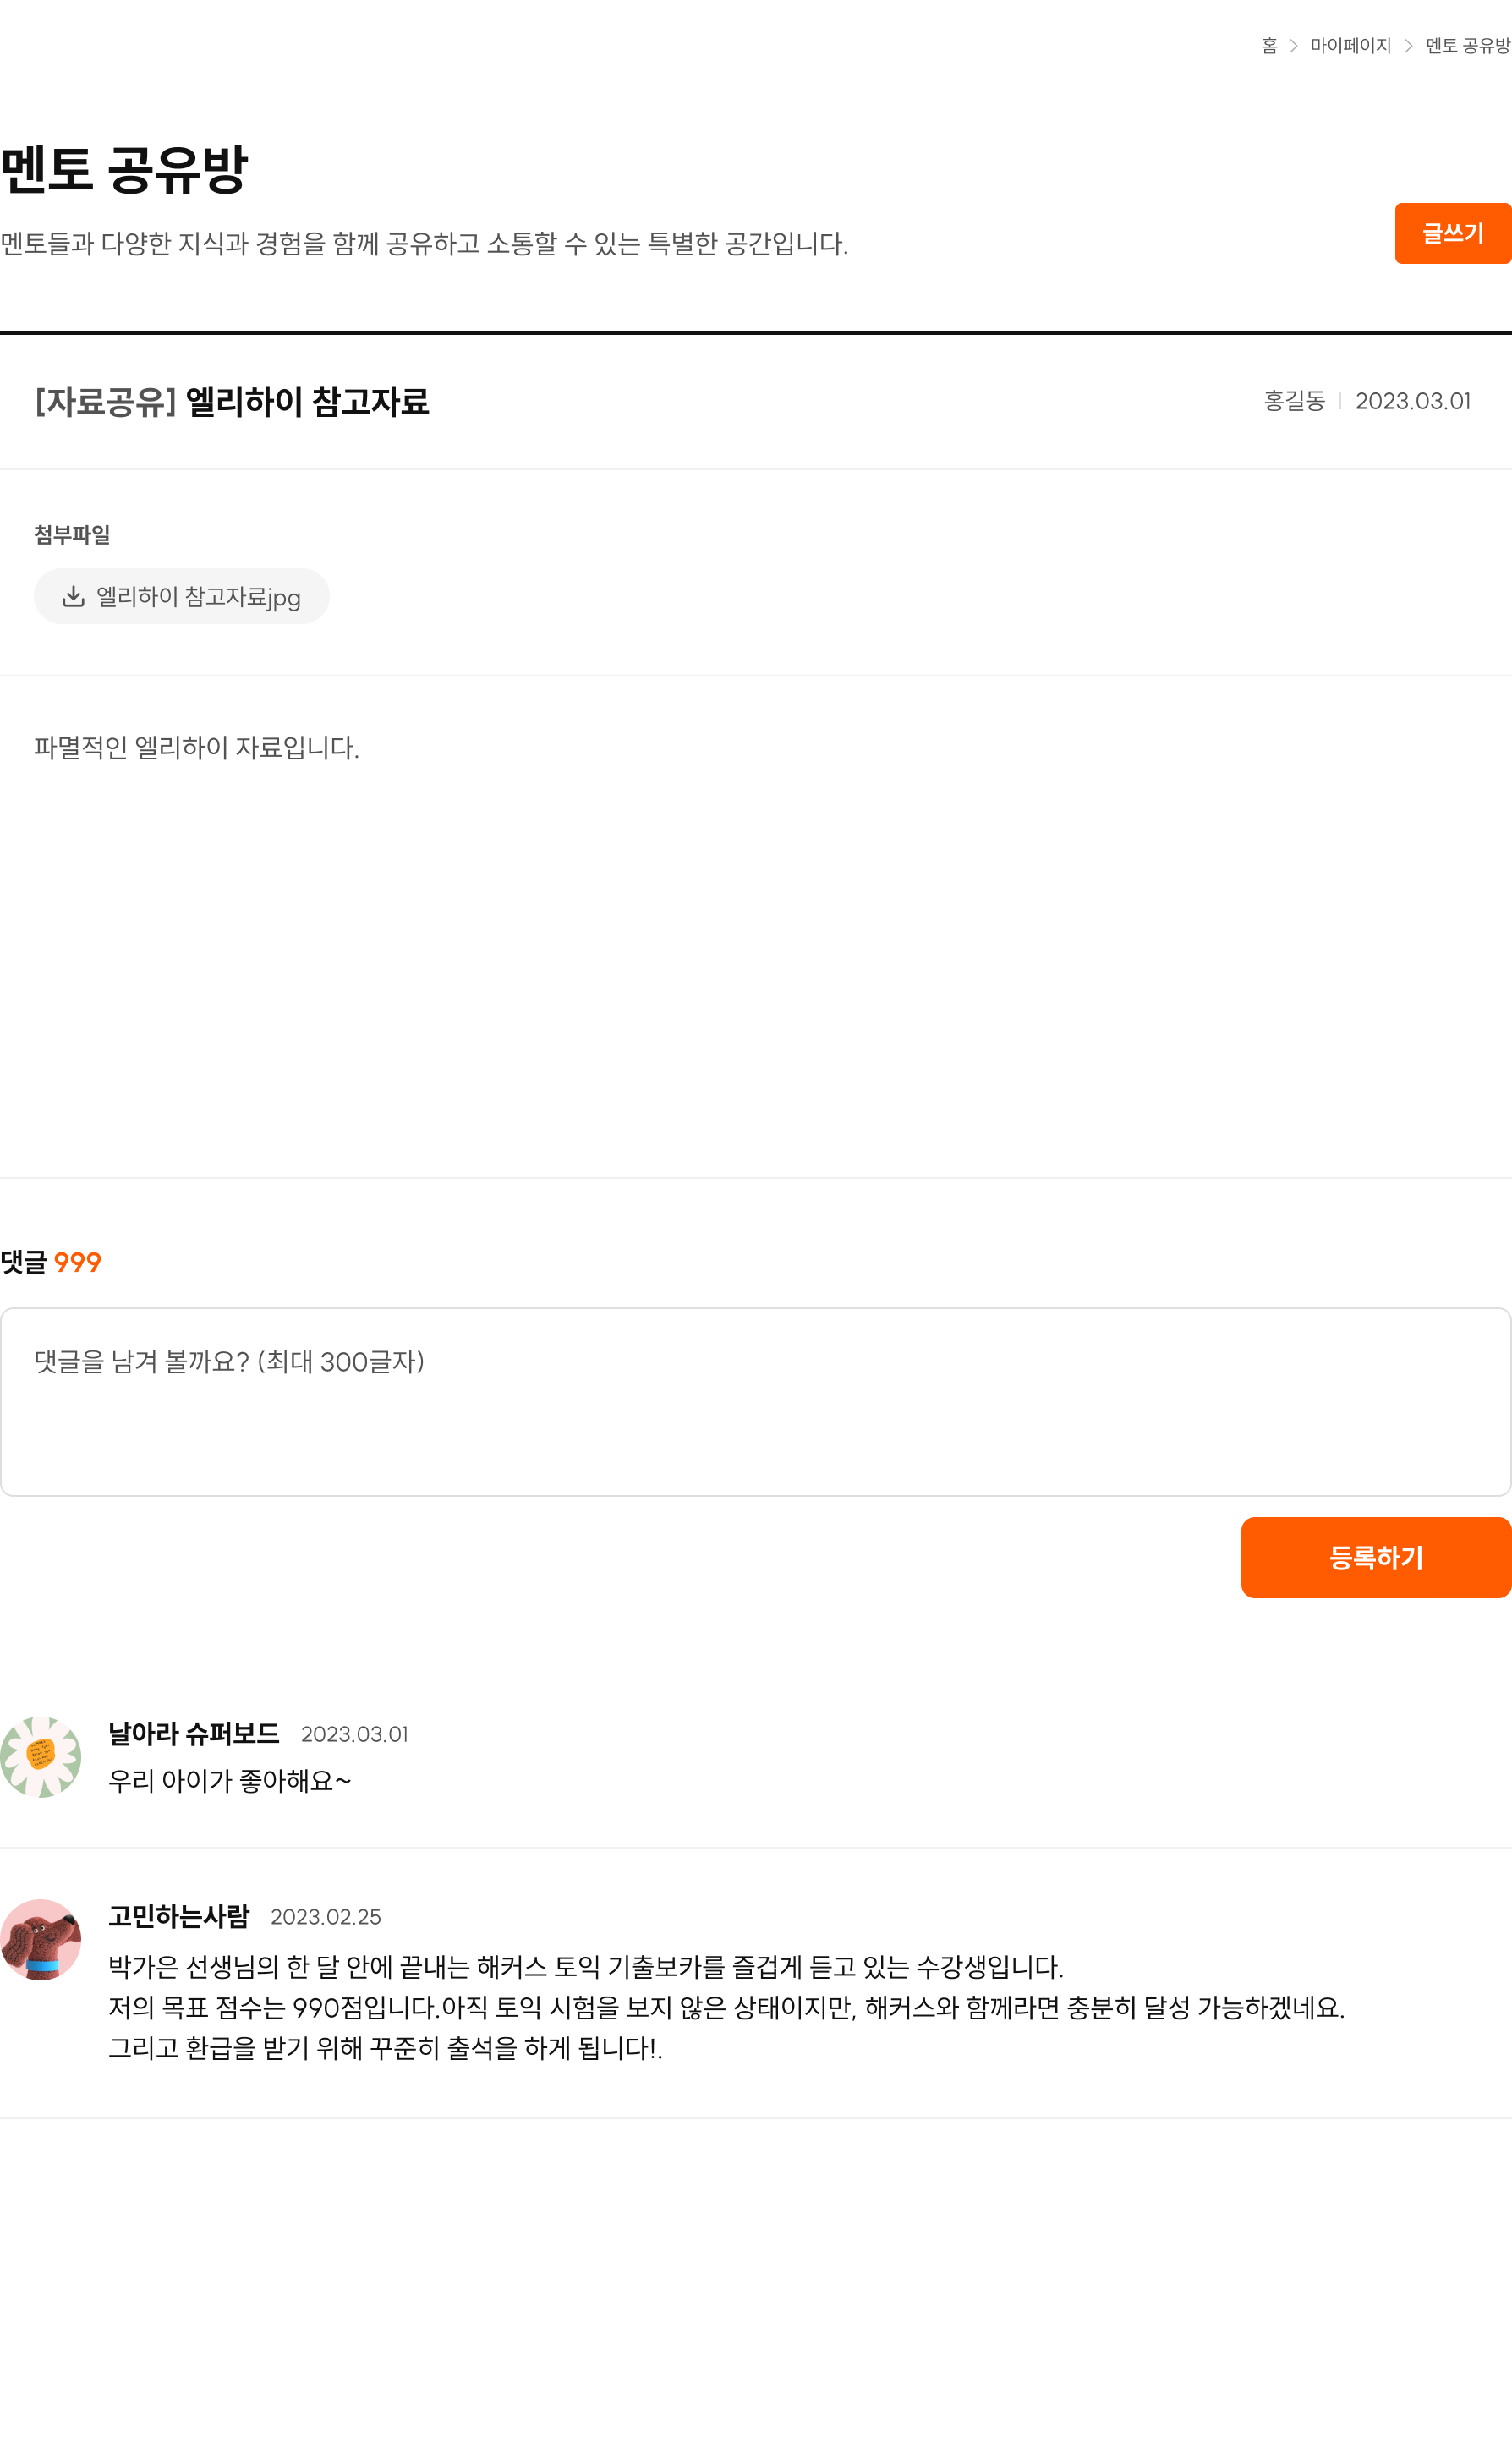 홈 > 마이페이지 > 멘토 공유방
멘토 공유방
멘토들과 다양한 지식과 경험을 함께 공유하고 소통할 수 있는 특별한 공간입니다.
글쓰기
[자료공유] 엘리하이 참고자료
홍길동 | 2023.03.01
첨부파일
엘리하이 참고자료jpg
파멸적인 엘리하이 자료입니다.
댓글 999
댓글을 남겨 볼까요? (최대 300글자)
등록하기
날아라 슈퍼보드 2023.03.01
우리 아이가 좋아해요~
고민하는사람 2023.02.25
박가은 선생님의 한 달 안에 끝내는 해커스 토익 기출보카를 즐겁게 듣고 있는 수강생입니다.
저의 목표 점수는 990점입니다.아직 토익 시험을 보지 않은 상태이지만, 해커스와 함께라면 충분히 달성 가능하겠네요.
그리고 환급을 받기 위해 꾸준히 출석을 하게 됩니다!.